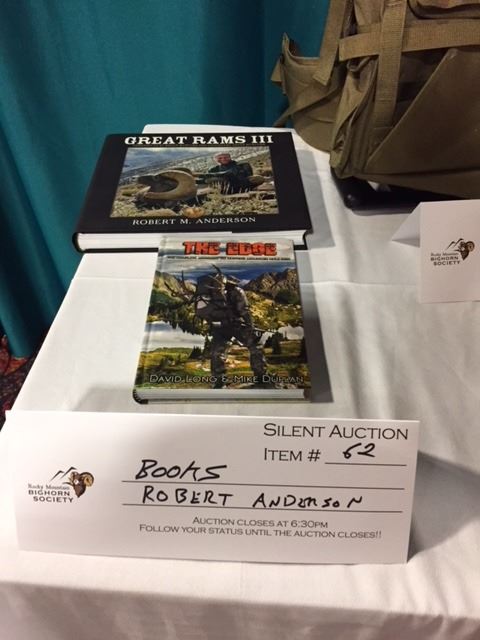 GREAT RAMS III
ROBERT M. ANDERSON
THE EDGE
DAVID LONG & MIKE DUPLAN
Rocky Mountain
BIGHORN
SOCIETY
SILENT AUCTION
ITEM # 62
BOOKS
ROBERT ANDERSON
Rocky Mountain
BIGHORN
SOCIETY
AUCTION CLOSES AT 6:30PM
FOLLOW YOUR STATUS UNTIL THE AUCTION CLOSES!!